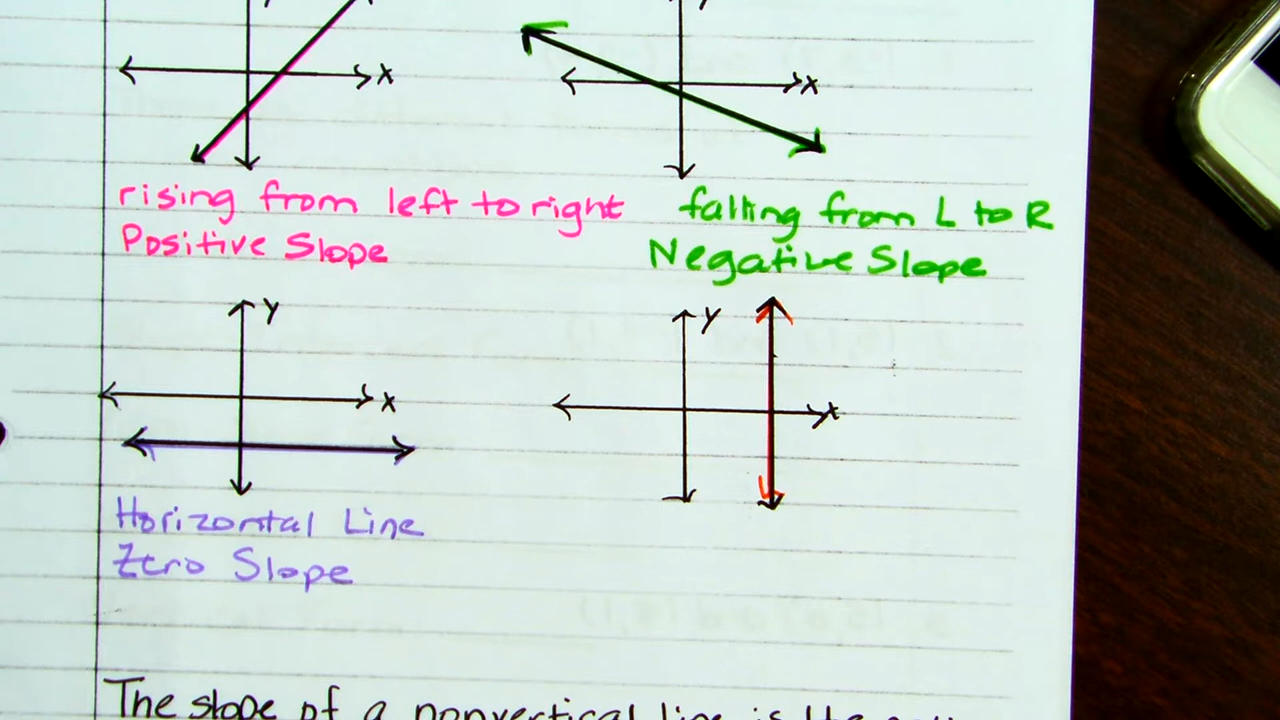 x
x
rising from left to right
Positive Slope
falling from L to R
Negative Slope
y
x
y
x
Horizontal Line
Zero Slope
The slope of a nonvertical line is the